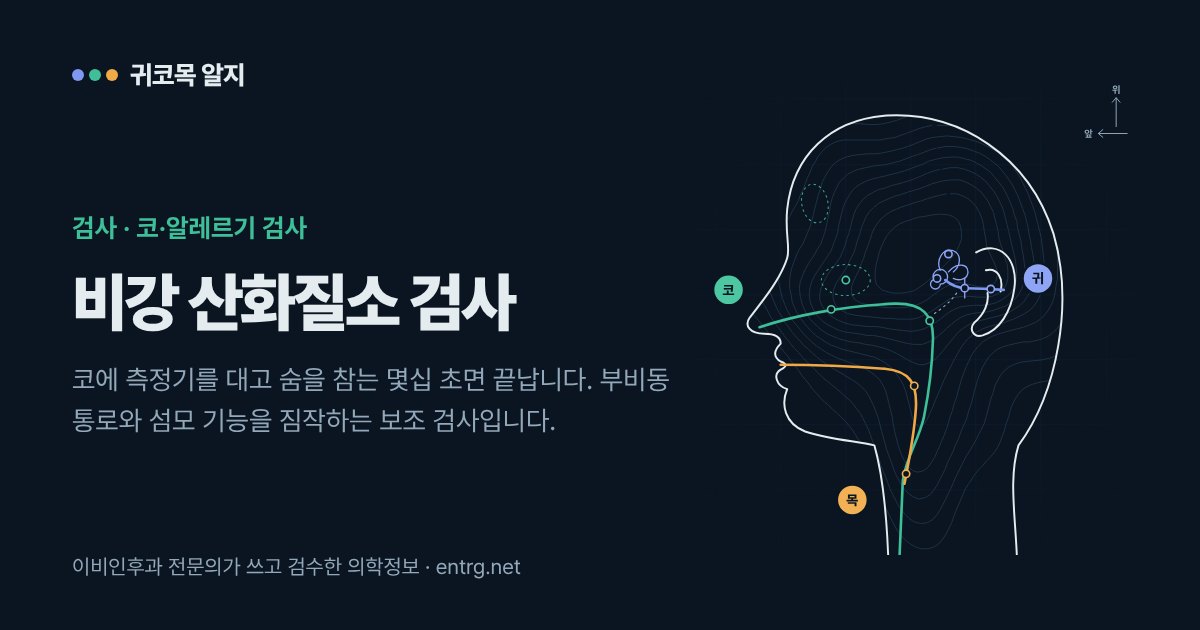 귀코목 알지
검사 · 코·알레르기 검사
비강 산화질소 검사
코에 측정기를 대고 숨을 참는 몇십 초면 끝납니다. 부비동
통로와 섬모 기능을 짐작하는 보조 검사입니다.
이비인후과 전문의가 쓰고 검수한 의학정보 · entrg.net
위
앞
코
귀
목